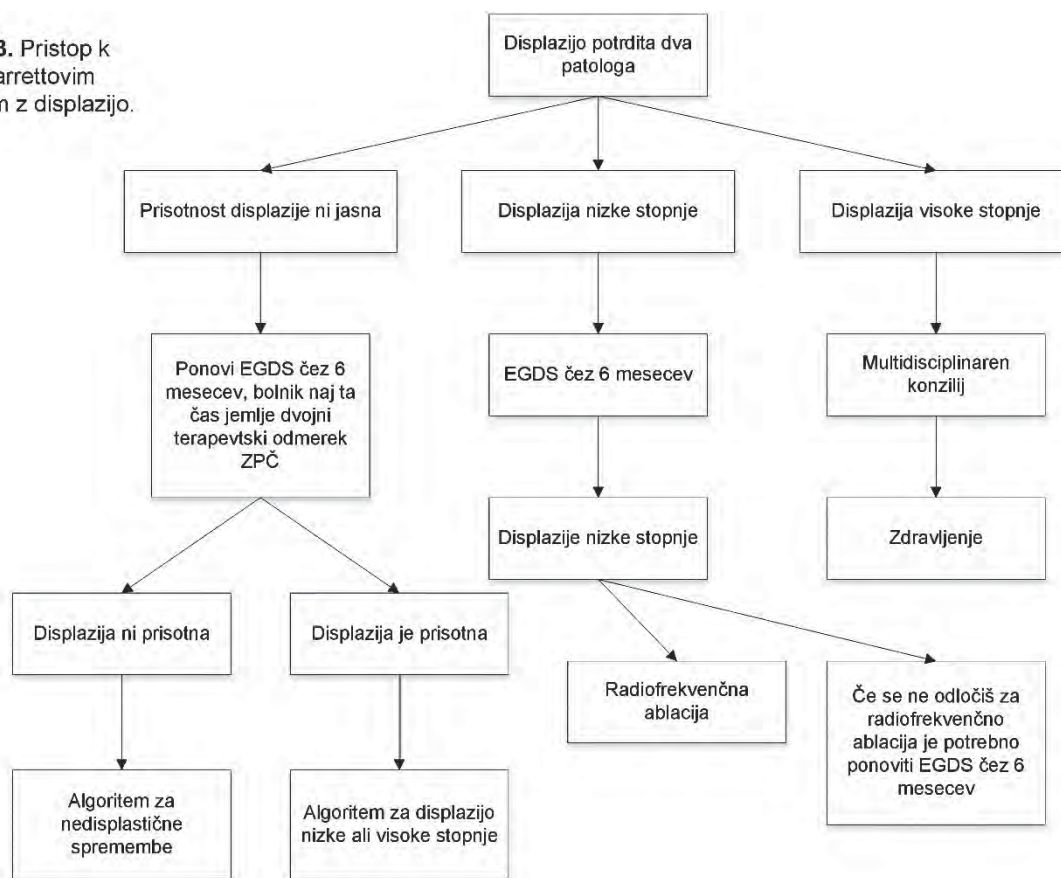 3. Pristop k
arrettovim
n z displazijo.
Displazijo potrdita dva
patologa
Prisotnost displazije ni jasna
Displazija nizke stopnje
Displazija visoke stopnje
Ponovi EGDS čez 6
mesecev, bolnik naj ta
čas jemlje dvojni
terapevtski odmerek
ZPČ
EGDS čez 6 mesecev
Multidisciplinaren
konzilij
Displazije nizke stopnje
Zdravljenje
Displazija ni prisotna
Displazija je prisotna
Radiofrekvenčna
ablacija
Če se ne odločiš za
radiofrekvenčno
ablacija je potrebno
ponoviti EGDS čez 6
mesecev
Algoritem za
nedisplastične
spremembe
Algoritem za displazijo
nizke ali visoke stopnje